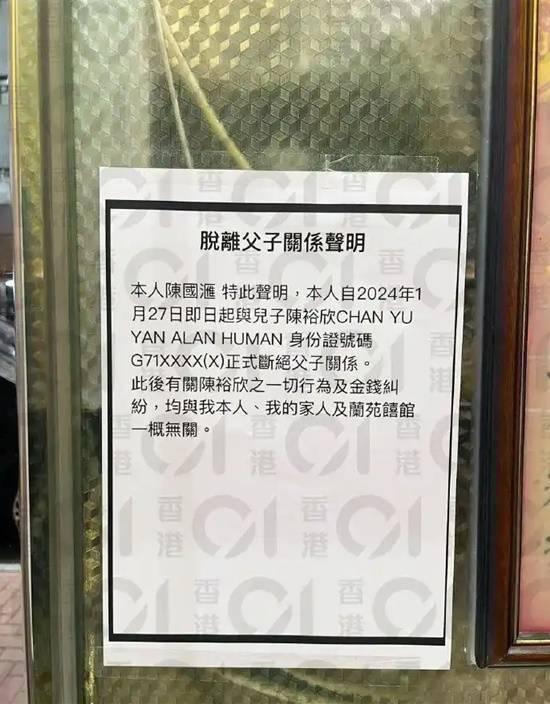 脫離父子關係聲明
本人陳國滙 特此聲明，本人自2024年1
月27日即日起與兒子陳裕欣CHAN YU
YAN ALAN HUMAN 身份證號碼
G71XXXX(X)正式斷絕父子關係。
此後有關陳裕欣之一切行為及金錢糾
紛，均與我本人、我的家人及蘭苑饎館
一概無關。
香港01